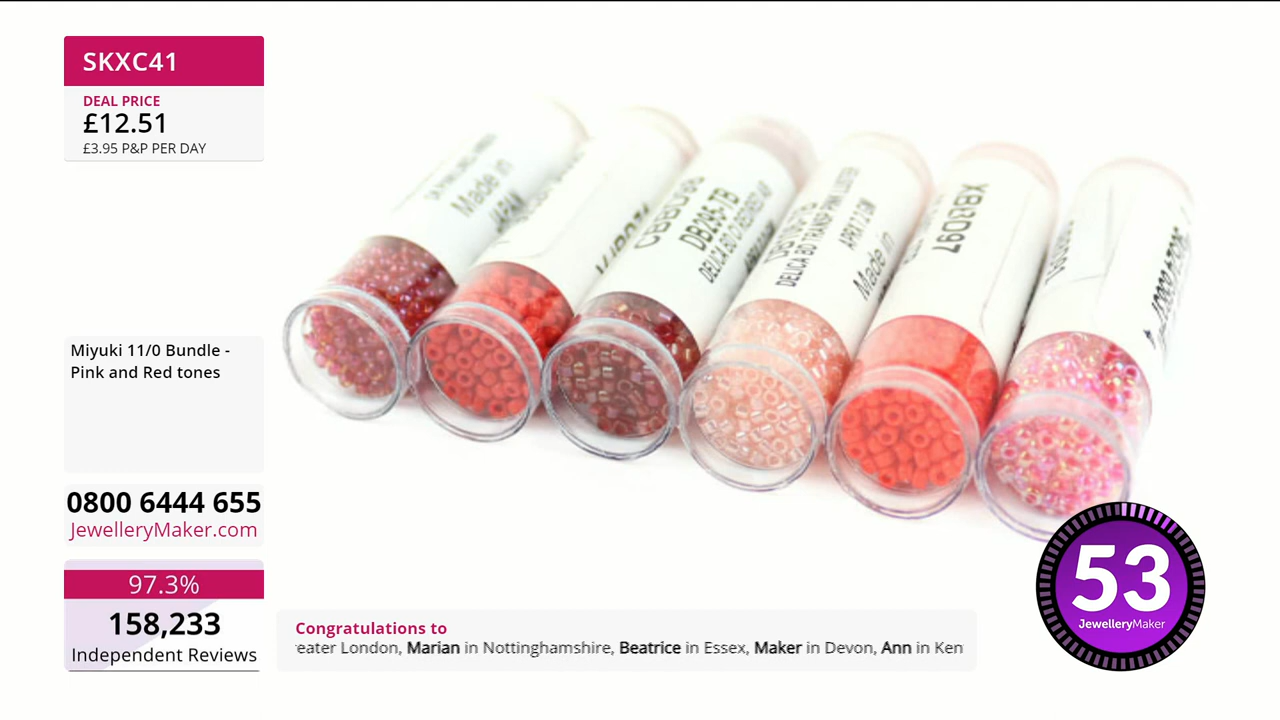 SKXC41
DEAL PRICE
£12.51
£3.95 P&P PER DAY
Made in
JAPAN
DB295-TB
Made in
XBD097
Miyuki 11/0 Bundle -
Pink and Red tones
0800 6444 655
JewelleryMaker.com
97.3%
158,233
Independent Reviews
Congratulations to
eater London, Marian in Nottinghamshire, Beatrice in Essex, Maker in Devon, Ann in Ken
53
JewelleryMaker